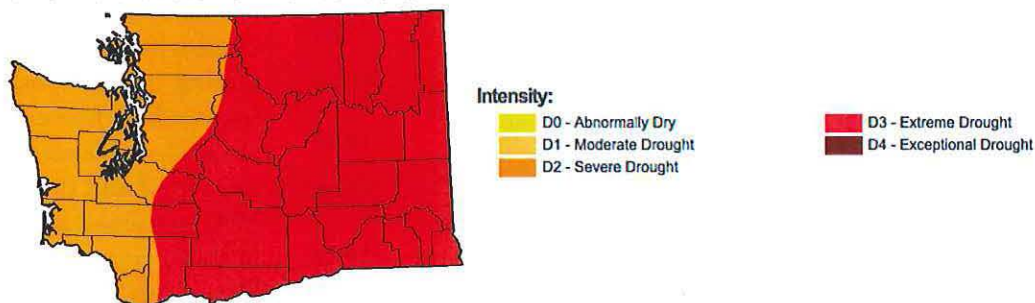 Intensity:
D0 - Abnormally Dry
D1 - Moderate Drought
D2 - Severe Drought
D3 - Extreme Drought
D4 - Exceptional Drought